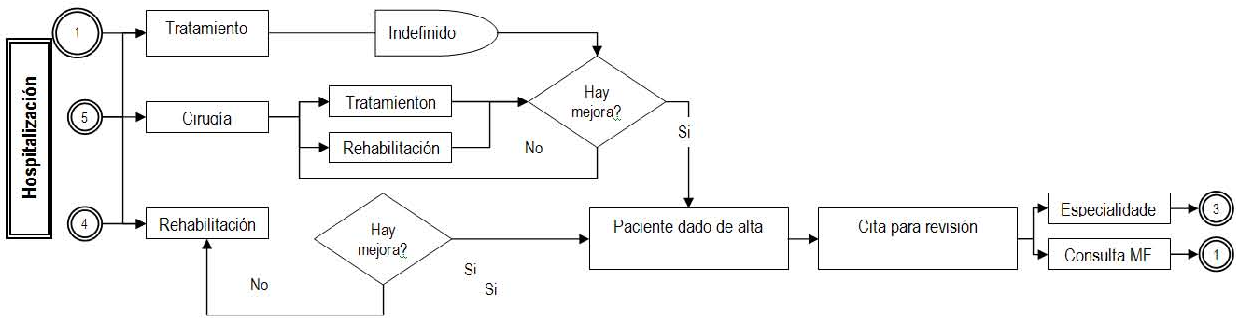 Hospitalización
1
Tratamiento
Indefinido
5
Cirudía
Tratamienton
Rehabilitación
Hay
mejora?
No
Si
4
Rehabilitación
Hay
mejora?
No
Si
Si
Paciente dado de alta
Cita para revisión
Especialidade
3
Consulta MF
1